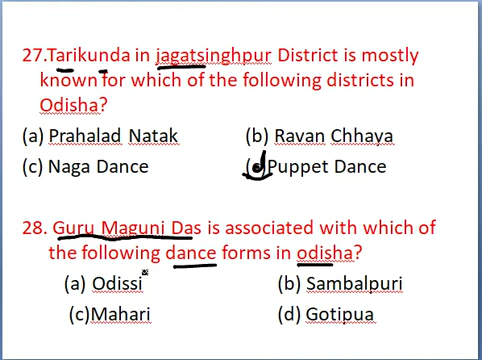 27.Tarikunda in jagatsinghpur District is mostly
known for which of the following districts in
Odisha?
(a) Prahalad Natak (b) Ravan Chhaya
(c) Naga Dance (d)Puppet Dance
28. Guru Maguni Das is associated with which of
the following dance forms in odisha?
(a) Odissi (b) Sambalpuri
(c)Mahari (d) Gotipua